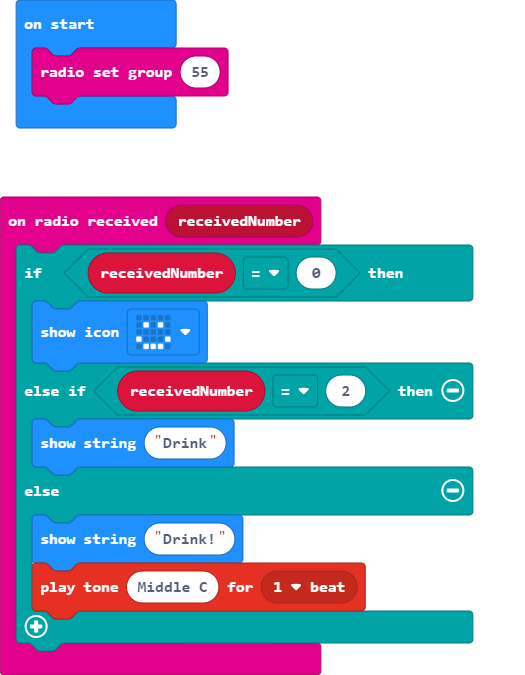 on start
radio set group 55
on radio received receivedNumber
if receivedNumber = 0 then
show icon
else if receivedNumber = 2 then
show string "Drink"
else
show string "Drink!"
play tone Middle C for 1 beat